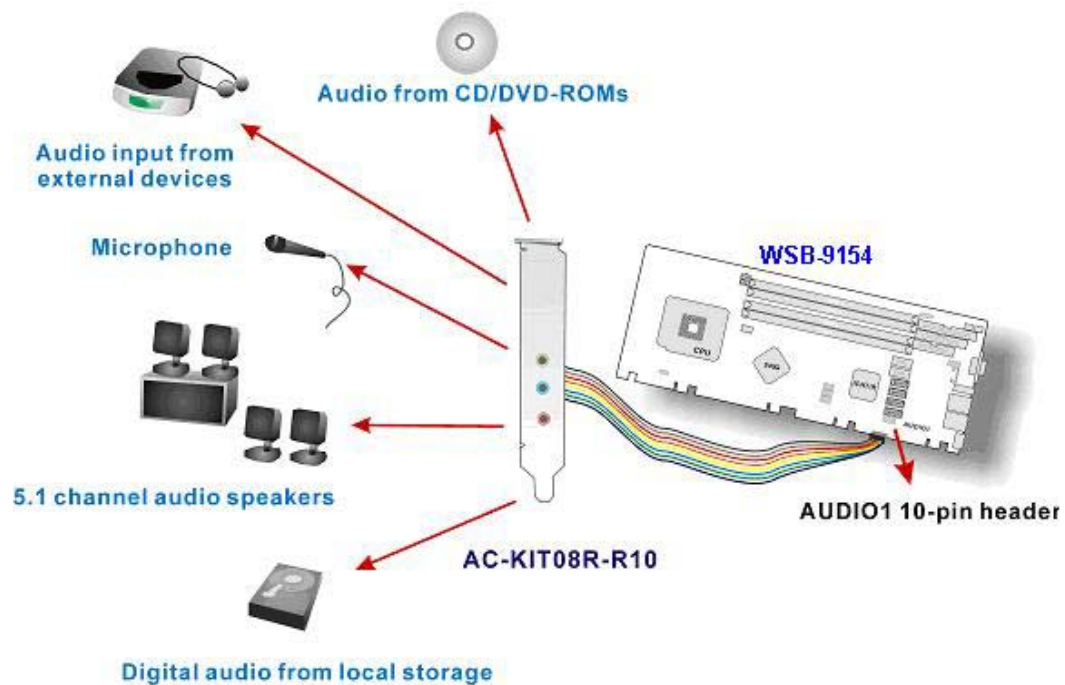 Audio from CD/DVD-ROMs
Audio input from
external devices
Microphone
WSB-9154
CPU
5.1 channel audio speakers
AUDIO1 10-pin header
AC-KIT08R-R10
Digital audio from local storage